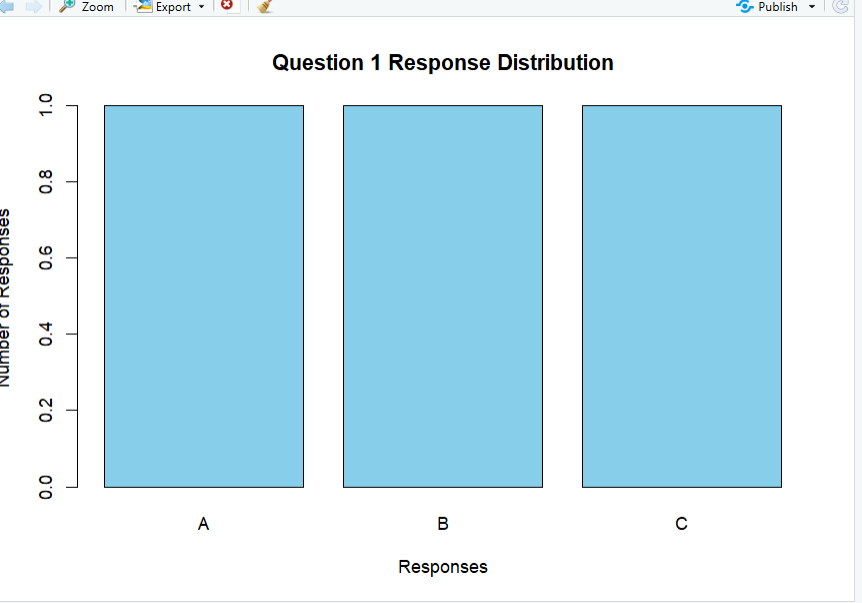 Zoom Export Publish
Question 1 Response Distribution
Number of Responses
1.0
0.8
0.6
0.4
0.2
0.0
A B C
Responses